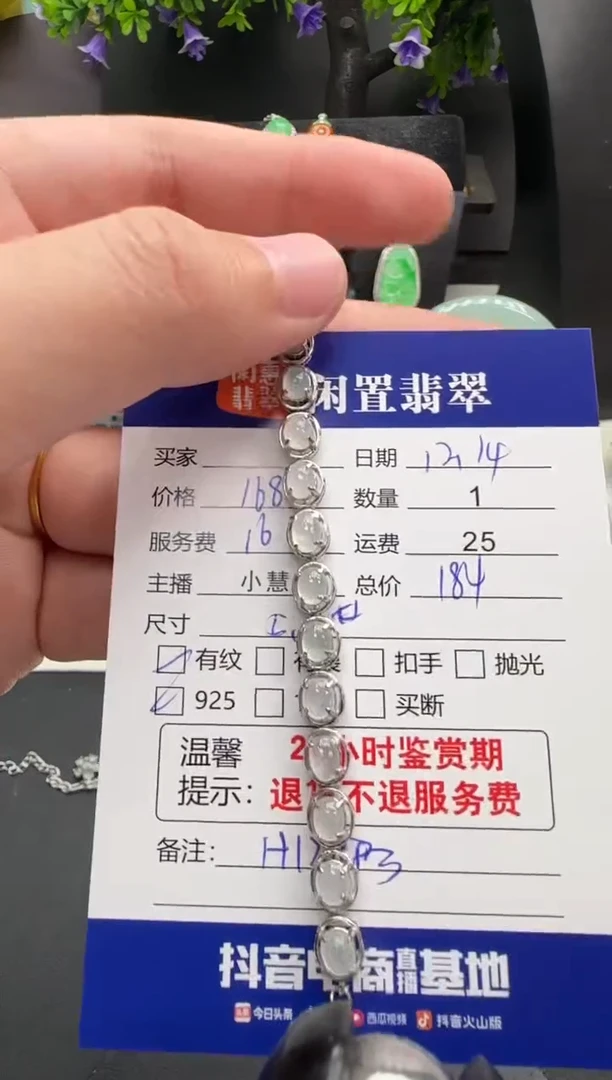 闲置翡翠
买家 日期 12,14
价格 168 数量 1
服务费 16 运费 25
主播 小慧 总价 184
尺寸
有纹 扣手 抛光
925 买断
温馨 2 小时鉴赏期
提示: 退 不退服务费
备注:
抖音电商直播基地
今日头条 西瓜视频 抖音火山版